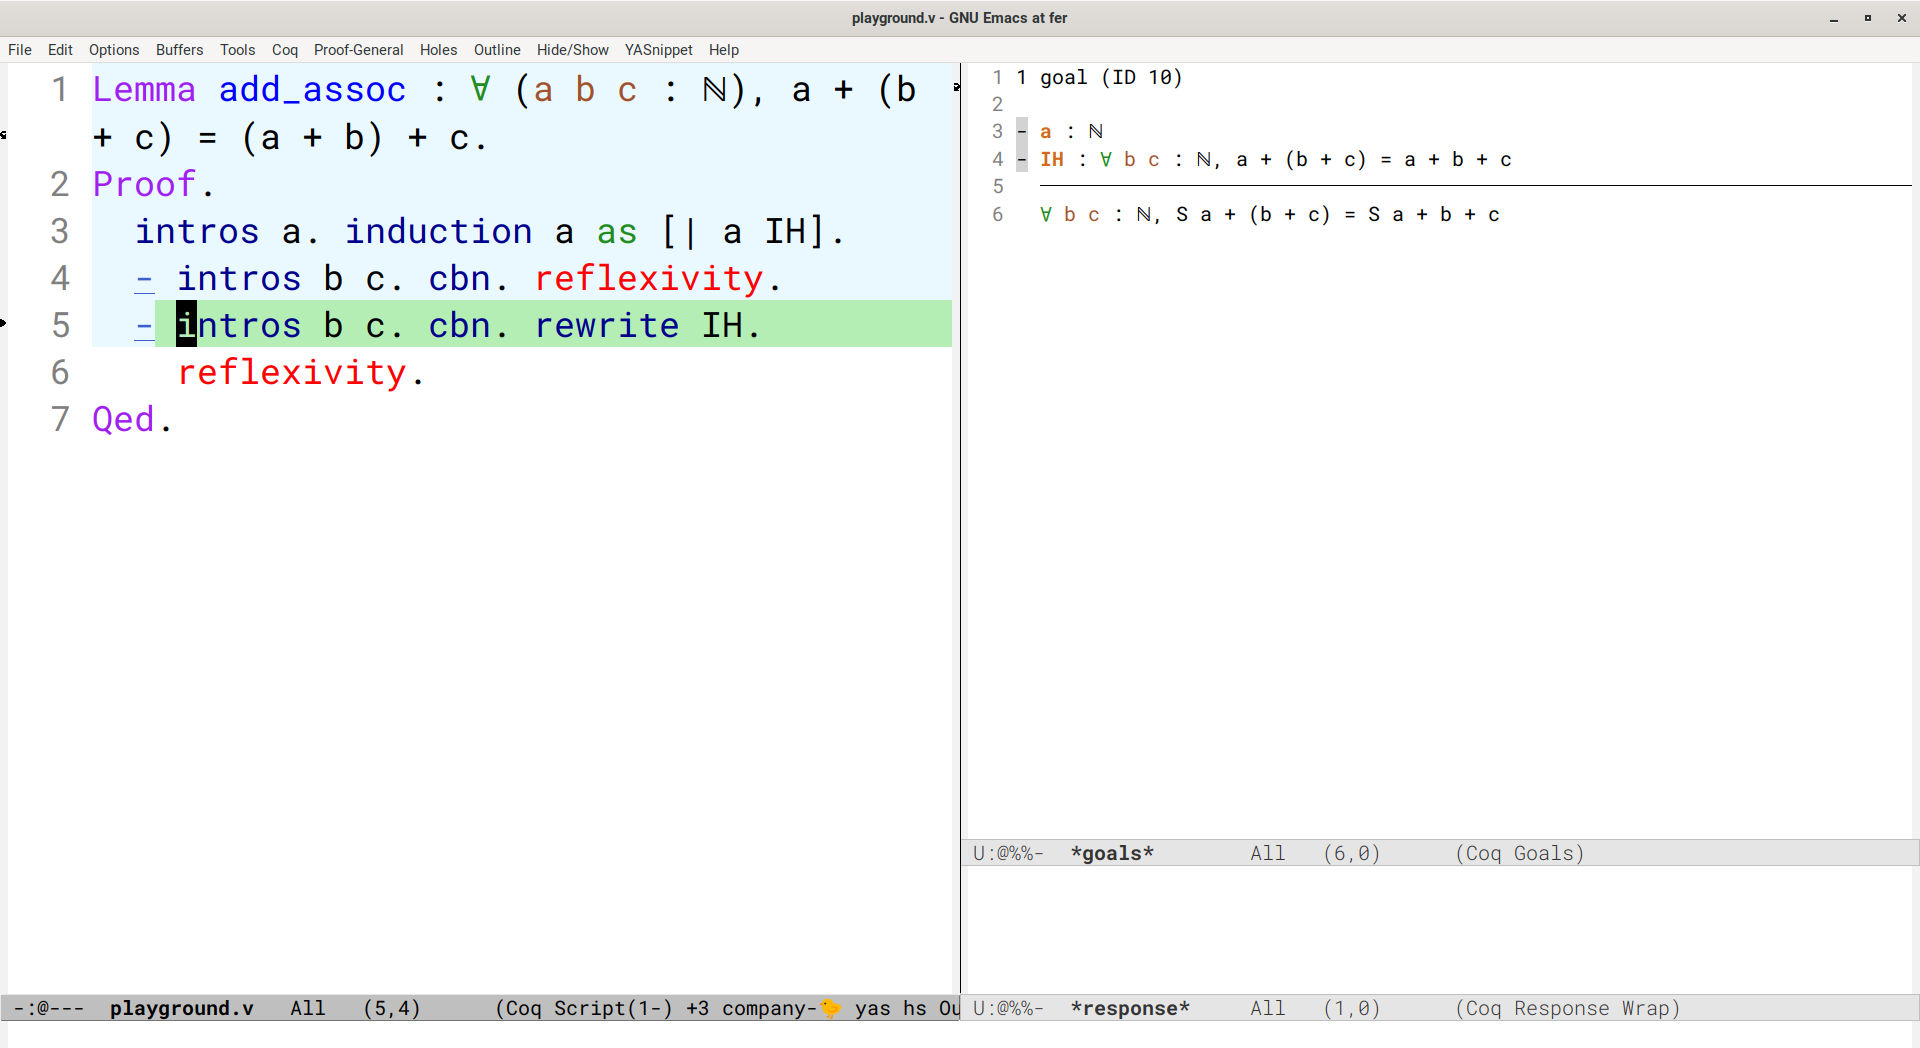 playground.v - GNU Emacs at fer
File Edit Options Buffers Tools Coq Proof-General Holes Outline Hide/Show YASnippet Help
1 Lemma add_assoc : ∀ (a b c : ℕ), a + (b
+ c) = (a + b) + c.
2 Proof.
3 intros a. induction a as [| a IH].
4 - intros b c. cbn. reflexivity.
5 - intros b c. cbn. rewrite IH.
6 reflexivity.
7 Qed.
-:@--- playground.v All (5,4) (Coq Script(1-) +3 company-🐤 yas hs Ou
1 1 goal (ID 10)
2
3 - a : ℕ
4 - IH : ∀ b c : ℕ, a + (b + c) = a + b + c
5
6 ∀ b c : ℕ, S a + (b + c) = S a + b + c
U:@%%- *goals* All (6,0) (Coq Goals)
U:@%%- *response* All (1,0) (Coq Response Wrap)